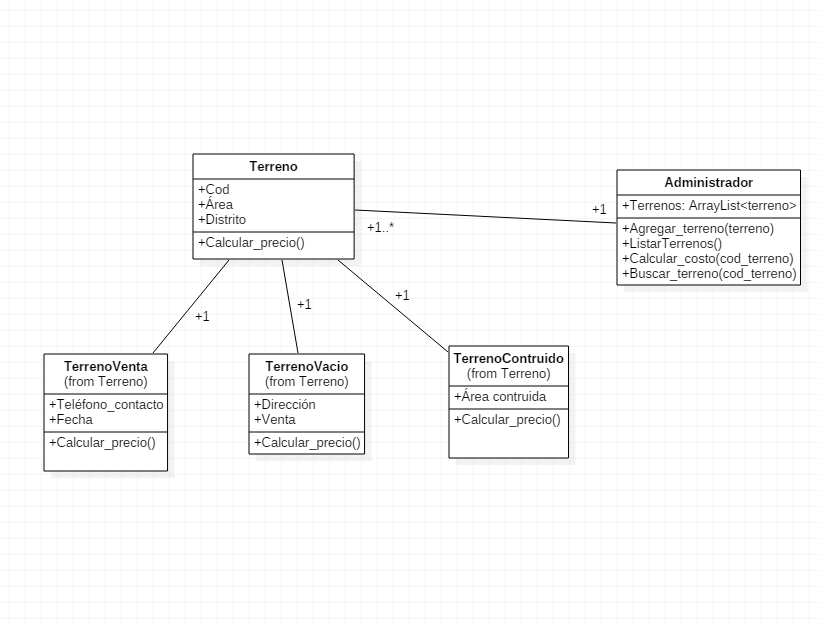 Terreno
+Cod
+Área
+Distrito
+Calcular_precio()
+1..*
+1
Administrador
+Terrenos: ArrayList<terreno>
+Agregar_terreno(terreno)
+ListarTerrenos()
+Calcular_costo(cod_terreno)
+Buscar_terreno(cod_terreno)
+1
+1
+1
TerrenoVenta
(from Terreno)
+Teléfono_contacto
+Fecha
+Calcular_precio()
TerrenoVacio
(from Terreno)
+Dirección
+Venta
+Calcular_precio()
TerrenoContruido
(from Terreno)
+Área contruida
+Calcular_precio()